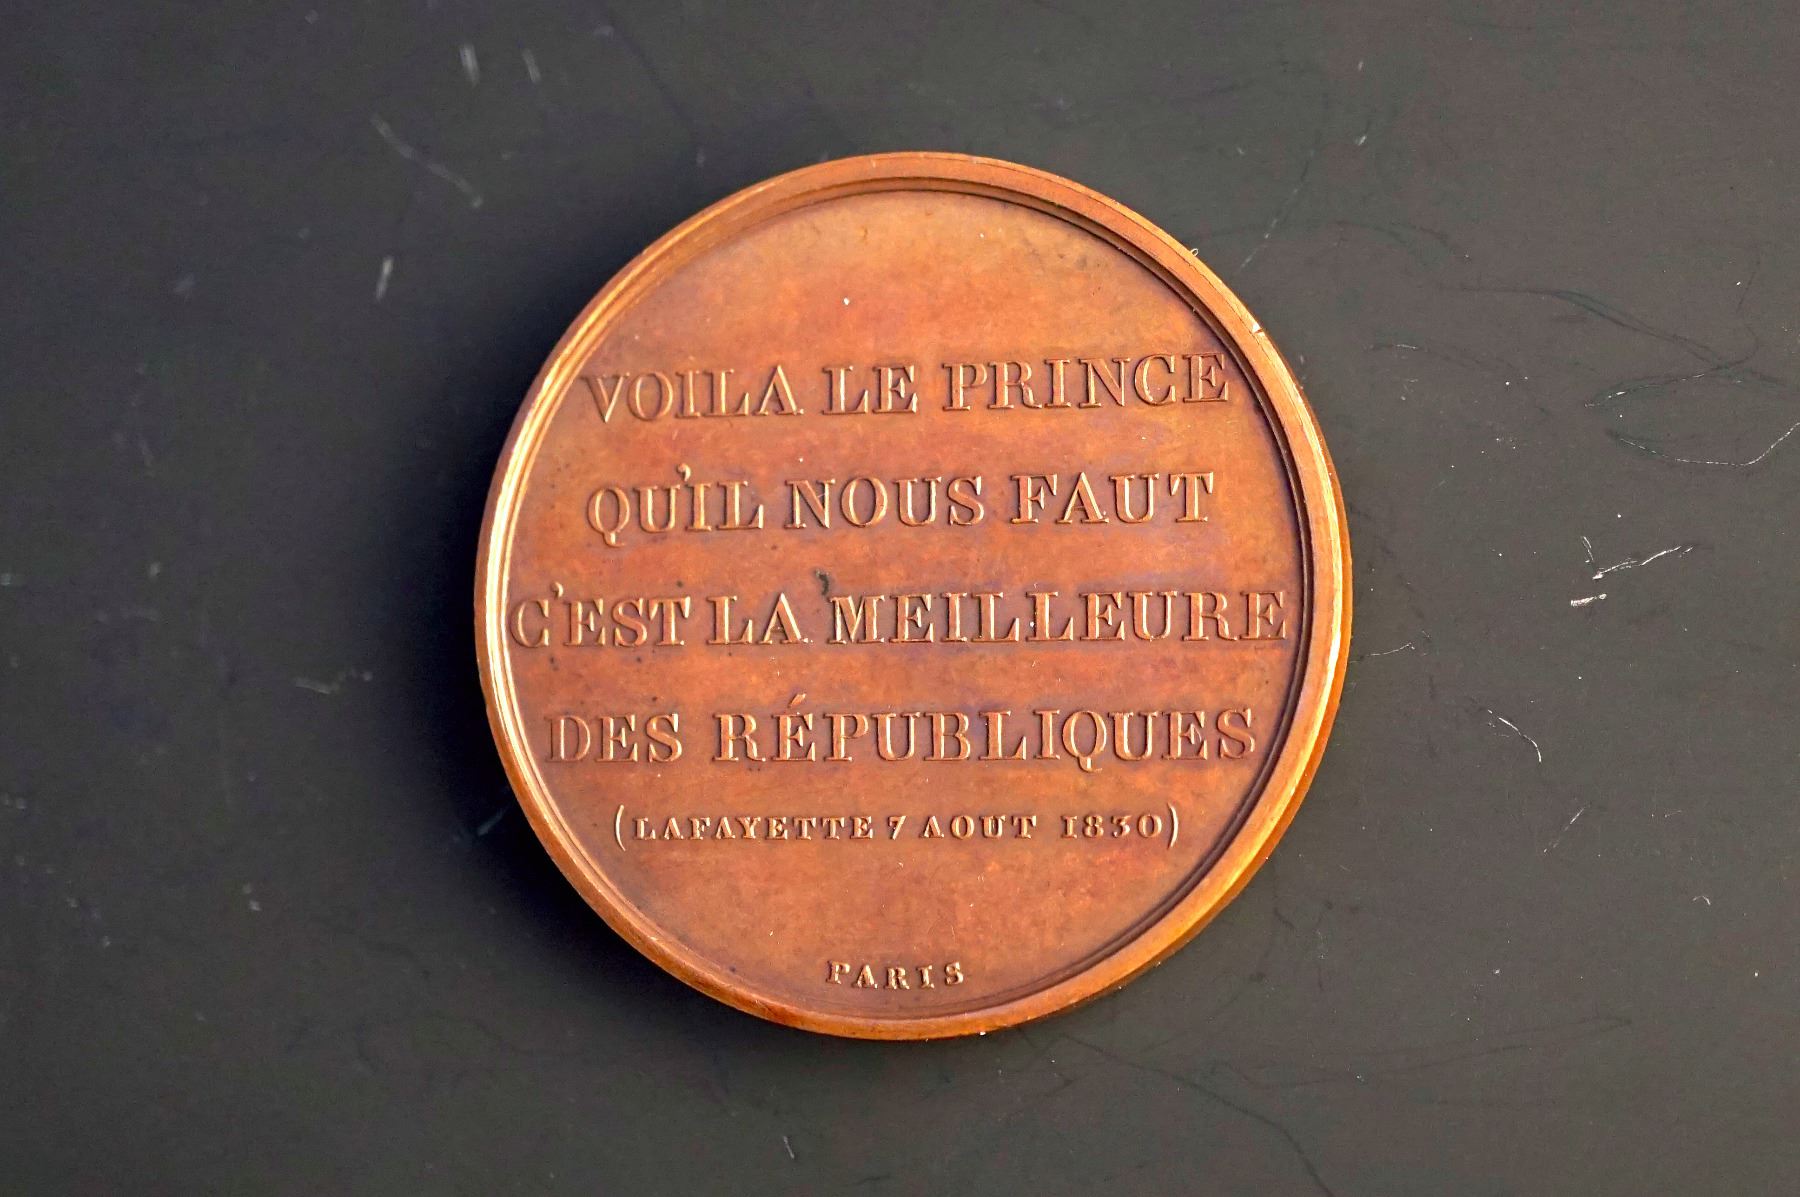 VOILA LE PRINCE
QU'IL NOUS FAUT
C'EST LA MEILLEURE
DES RÉPUBLIQUES
(LAFAYETTE 7 AOUT 1830)
PARIS